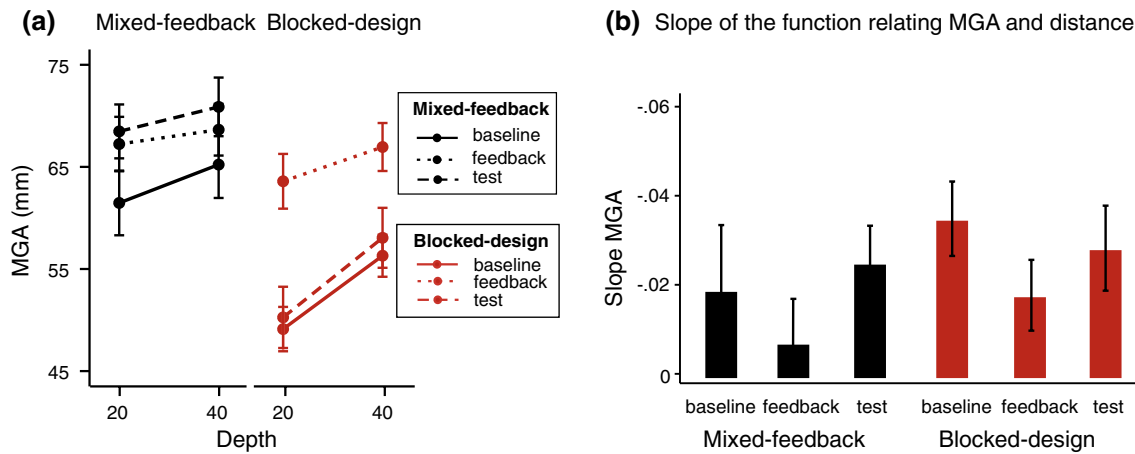 (a) Mixed-feedback Blocked-design
75
65
55
45
MGA (mm)
20 40 20 40
Depth
Mixed-feedback
baseline
feedback
test
Blocked-design
baseline
feedback
test
(b) Slope of the function relating MGA and distance
-.06
-.04
-.02
0
Slope MGA
baseline feedback test baseline feedback test
Mixed-feedback Blocked-design